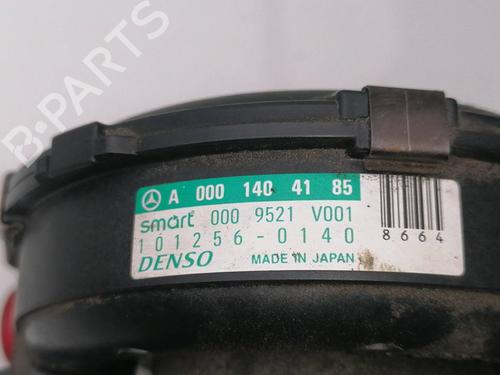 B-PARTS
A 000 140 41 85
smart 000 9521 V001
101256-0140
DENSO MADE IN JAPAN
8664